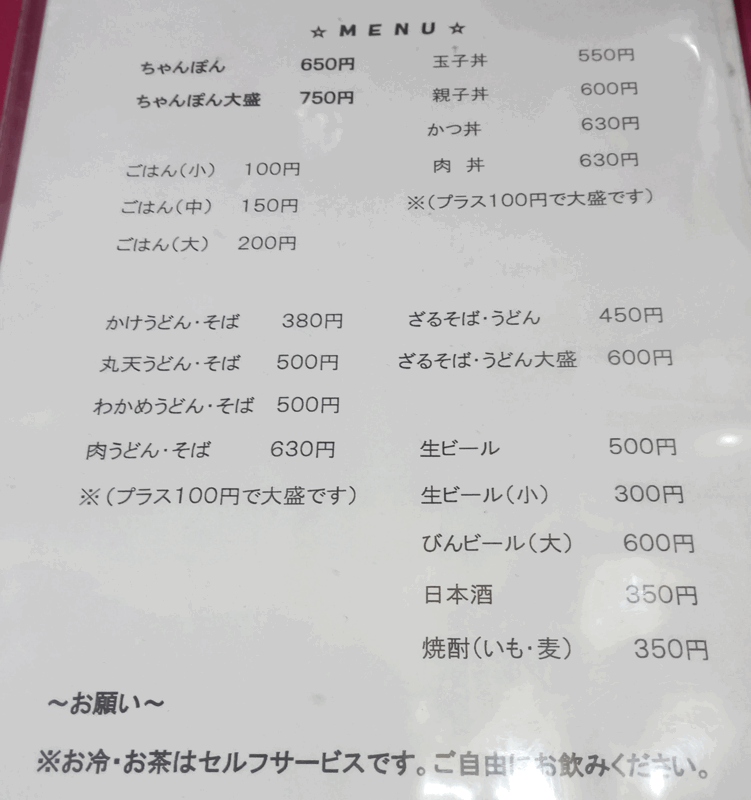 ☆ MENU ☆
ちゃんぽん 650円
ちゃんぽん大盛 750円
ごはん(小) 100円
ごはん(中) 150円
ごはん(大) 200円
玉子丼 550円
親子丼 600円
かつ丼 630円
肉 丼 630円
※(プラス100円で大盛です)
かけうどん・そば 380円
丸天うどん・そば 500円
わかめうどん・そば 500円
肉うどん・そば 630円
※(プラス100円で大盛です)
ざるそば・うどん 450円
ざるそば・うどん大盛 600円
生ビール 500円
生ビール(小) 300円
びんビール(大) 600円
日本酒 350円
焼酎(いも・麦) 350円
～お願い～
※お冷・お茶はセルフサービスです。ご自由にお飲みください。